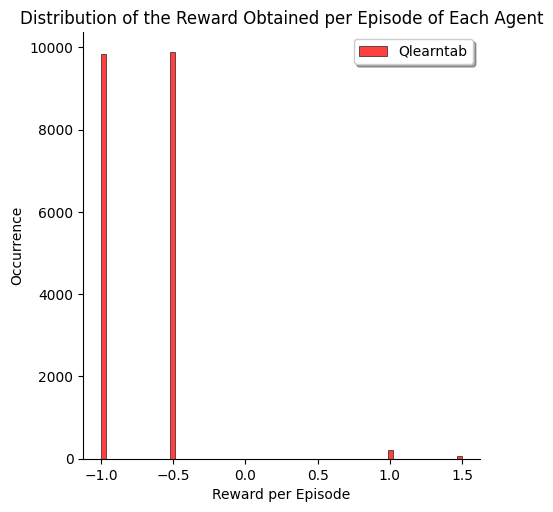 Distribution of the Reward Obtained per Episode of Each Agent
Qlearntab
10000
8000
6000
4000
2000
0
Occurrence
−1.0 −0.5 0.0 0.5 1.0 1.5
Reward per Episode